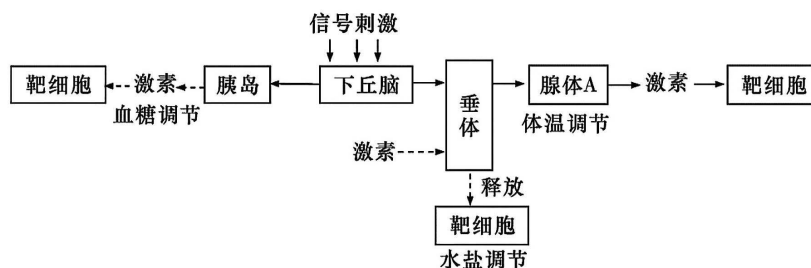 信号刺激
靶细胞
激素
胰岛
下丘脑
垂体
腺体A
激素
靶细胞
血糖调节
体温调节
激素
释放
靶细胞
水盐调节